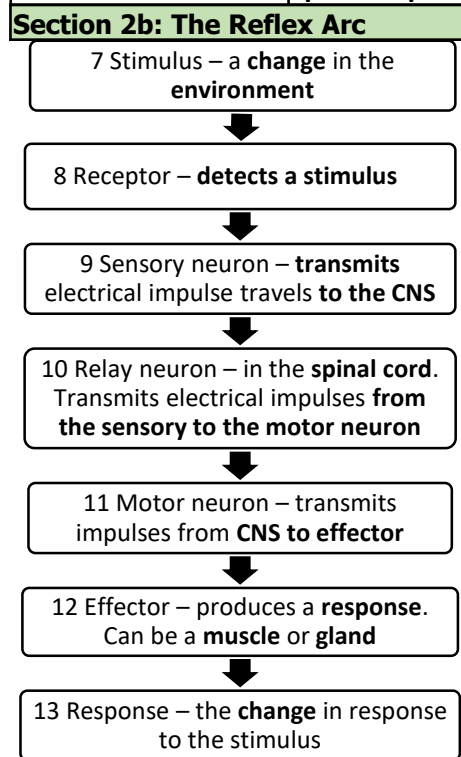 Section 2b: The Reflex Arc
7 Stimulus – a change in the
environment
8 Receptor – detects a stimulus
9 Sensory neuron – transmits
electrical impulse travels to the CNS
10 Relay neuron – in the spinal cord.
Transmits electrical impulses from
the sensory to the motor neuron
11 Motor neuron – transmits
impulses from CNS to effector
12 Effector – produces a response.
Can be a muscle or gland
13 Response – the change in response
to the stimulus